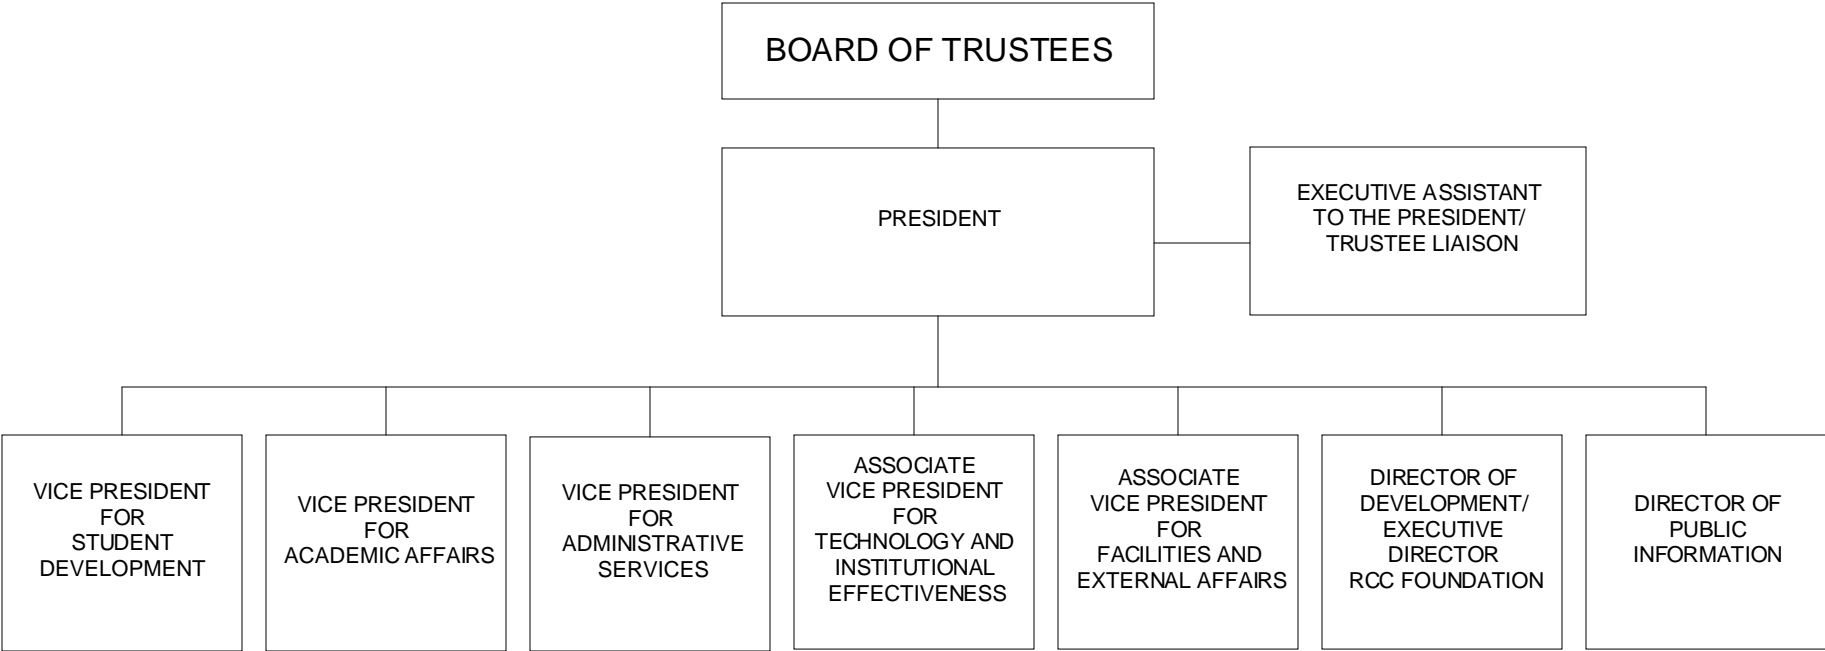 BOARD OF TRUSTEES
PRESIDENT
EXECUTIVE ASSISTANT
TO THE PRESIDENT/
TRUSTEE LIAISON
VICE PRESIDENT
FOR
STUDENT
DEVELOPMENT
VICE PRESIDENT
FOR
ACADEMIC AFFAIRS
VICE PRESIDENT
FOR
ADMINISTRATIVE
SERVICES
ASSOCIATE
VICE PRESIDENT
FOR
TECHNOLOGY AND
INSTITUTIONAL
EFFECTIVENESS
ASSOCIATE
VICE PRESIDENT
FOR
FACILITIES AND
EXTERNAL AFFAIRS
DIRECTOR OF
DEVELOPMENT/
EXECUTIVE
DIRECTOR
RCC FOUNDATION
DIRECTOR OF
PUBLIC
INFORMATION